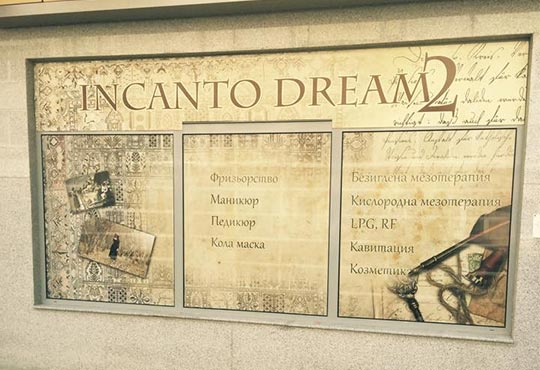 INCANTO DREAM 2
Фризьорство
Маникюр
Педикюр
Кола маска
Безиглена мезотерапия
Кислородна мезотерапия
LPG, RF
Кавитация
Козметик